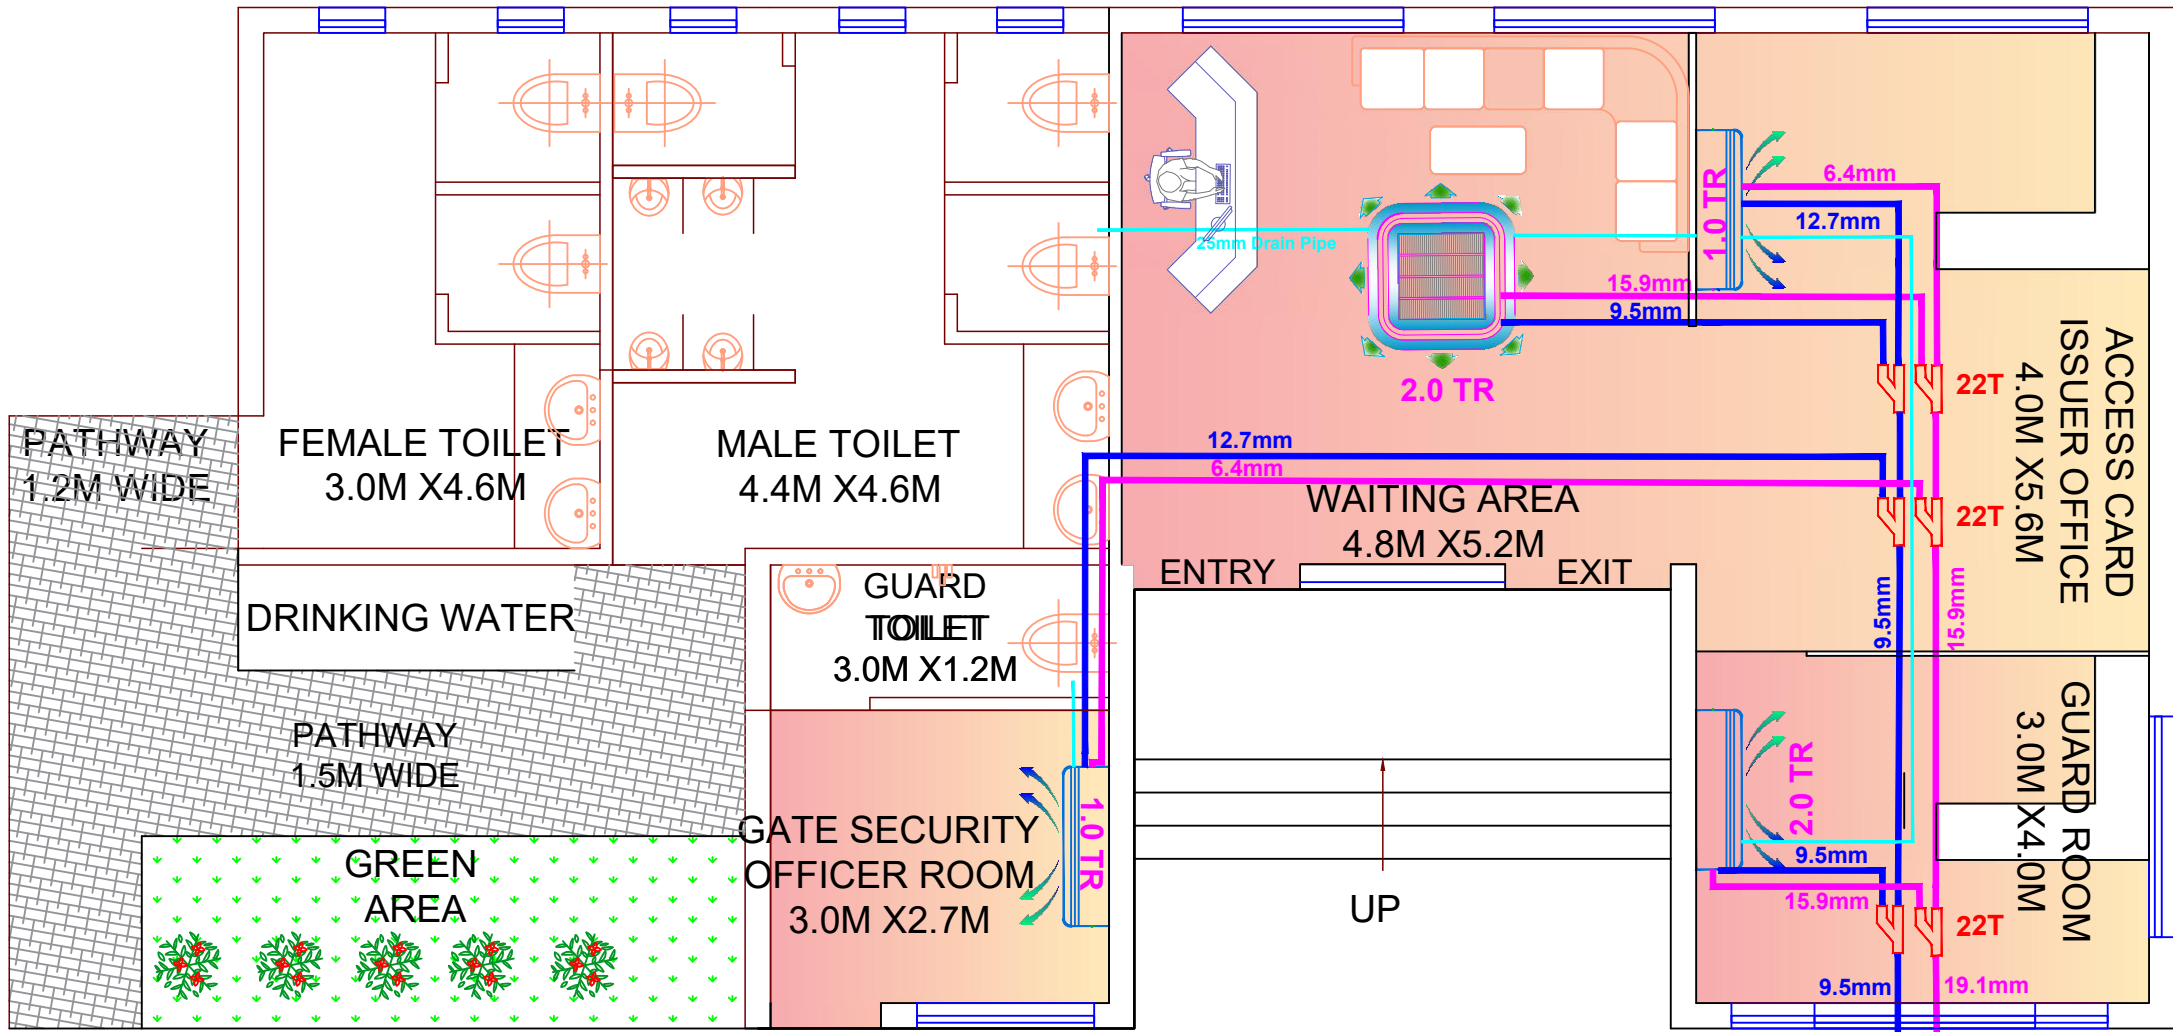 PATHWAY
1.2M WIDE
FEMALE TOILET
3.0M X4.6M
MALE TOILET
4.4M X4.6M
DRINKING WATER
PATHWAY
1.5M WIDE
GREEN
AREA
GUARD
TOILET
3.0M X1.2M
GATE SECURITY
OFFICER ROOM
3.0M X2.7M
1.0 TR
25mm Drain Pipe
2.0 TR
15.9mm
9.5mm
12.7mm
6.4mm
WAITING AREA
4.8M X5.2M
ENTRY
EXIT
UP
1.0 TR
6.4mm
12.7mm
22T
22T
ACCESS CARD
ISSUER OFFICE
4.0M X5.6M
9.5mm
15.9mm
GUARD ROOM
3.0M X4.0M
2.0 TR
9.5mm
15.9mm
22T
9.5mm
19.1mm